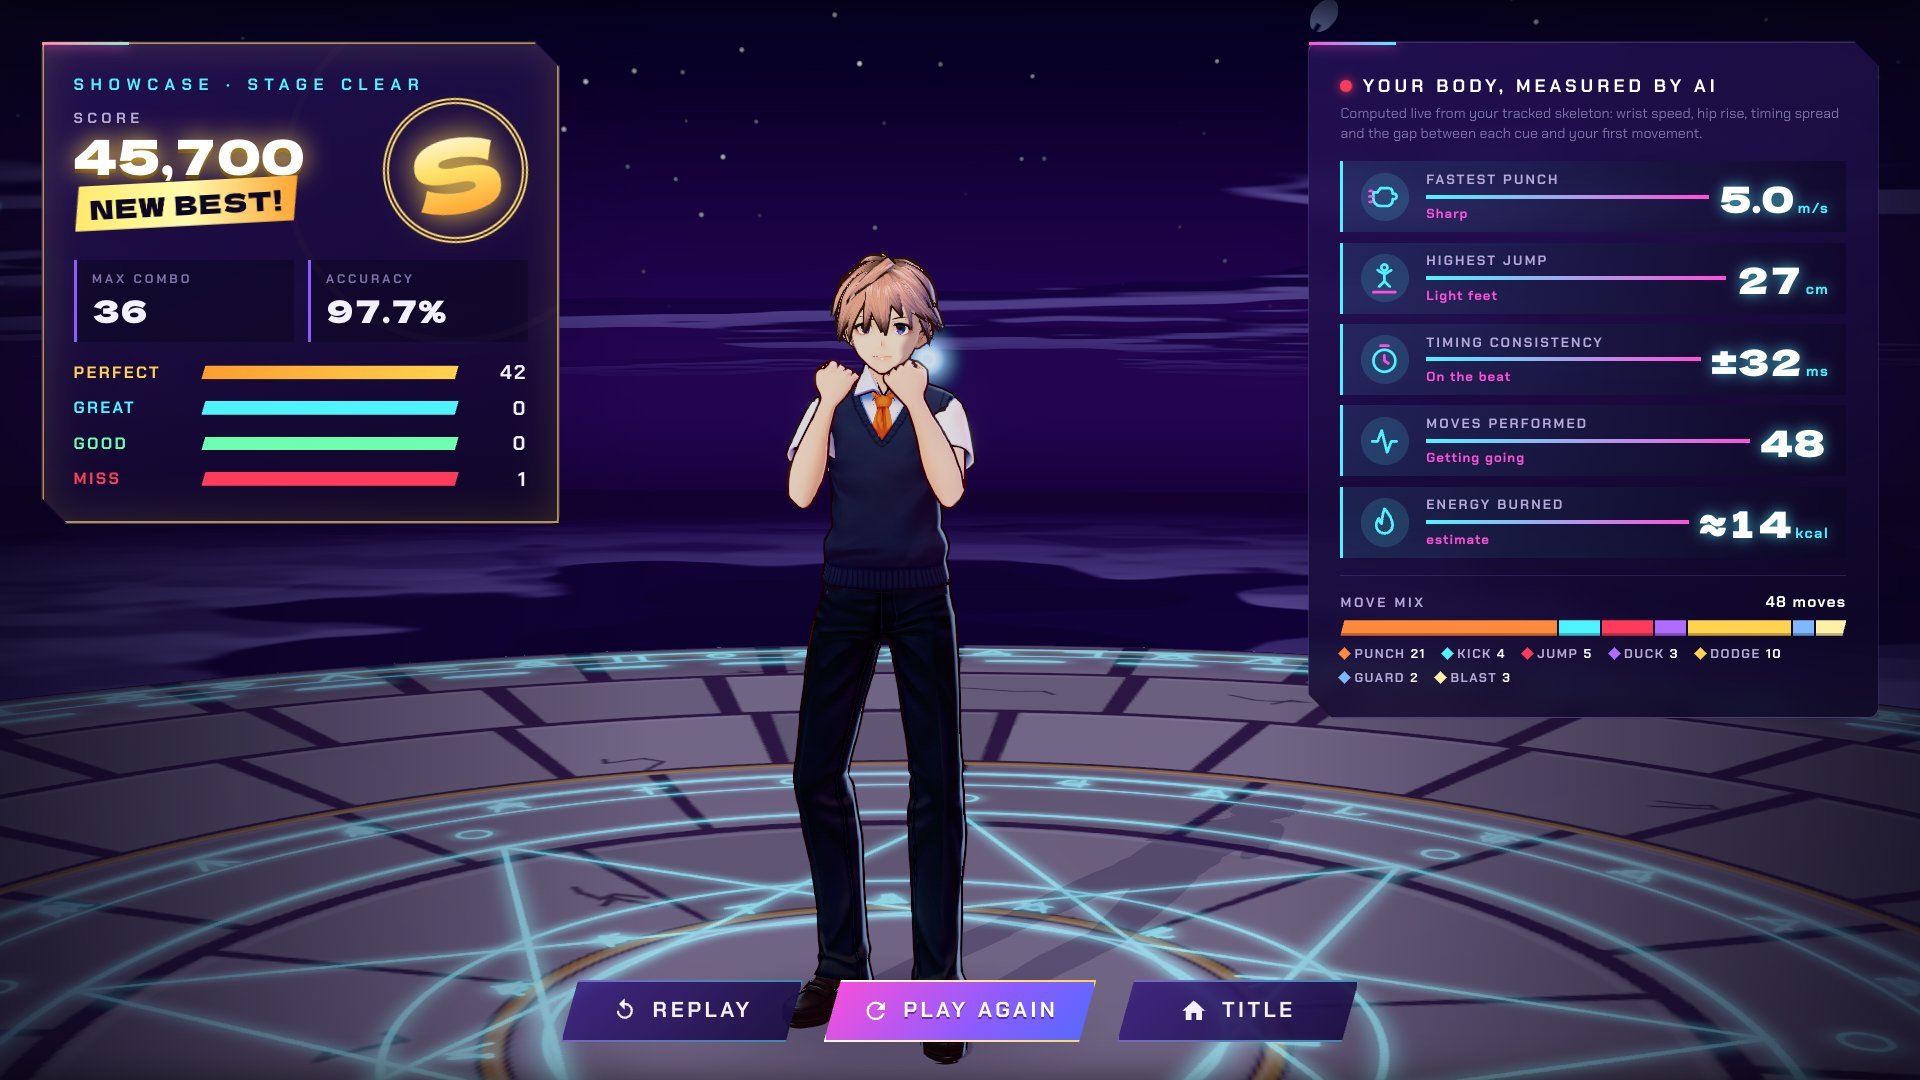 SHOWCASE · STAGE CLEAR
SCORE
45,700
NEW BEST!
S
MAX COMBO
36
ACCURACY
97.7%
PERFECT 42
GREAT 0
GOOD 0
MISS 1
YOUR BODY, MEASURED BY AI
Computed live from your tracked skeleton: wrist speed, hip rise, timing spread
and the gap between each cue and your first movement.
FASTEST PUNCH
5.0 m/s
Sharp
HIGHEST JUMP
27 cm
Light feet
TIMING CONSISTENCY
±32 ms
On the beat
MOVES PERFORMED
48
Getting going
ENERGY BURNED
≈14 kcal
estimate
MOVE MIX 48 moves
PUNCH 21 KICK 4 JUMP 5 DUCK 3 DODGE 10
GUARD 2 BLAST 3
REPLAY PLAY AGAIN TITLE